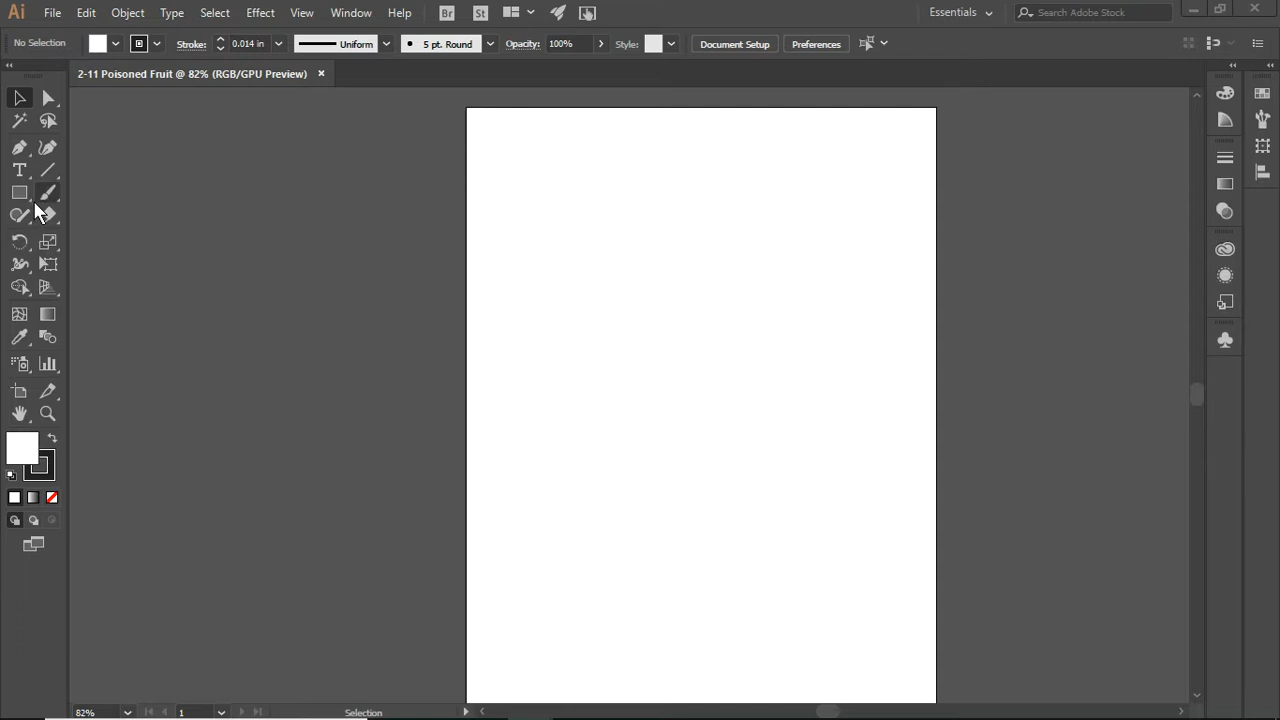 Ai File Edit Object Type Select Effect View Window Help Br St Essentials Search Adobe Stock
No Selection Stroke: 0.014 in Uniform 5 pt. Round Opacity: 100% Style: Document Setup Preferences
2-11 Poisoned Fruit @ 82% (RGB/GPU Preview) ×
T
82% 1 Selection